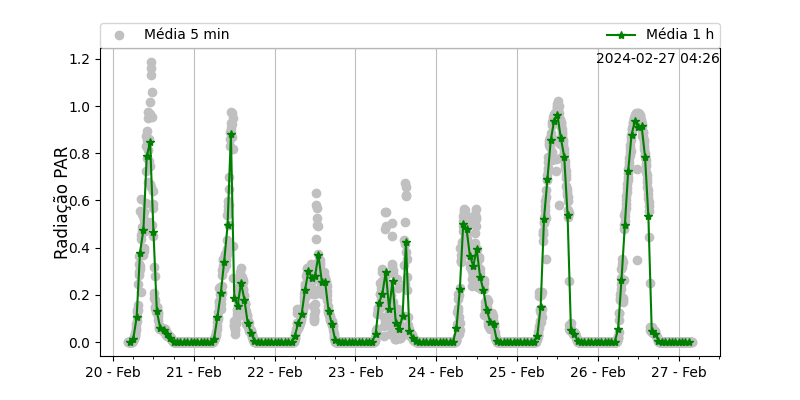 Média 5 min
Média 1 h
2024-02-27 04:26
Radiação PAR
1.2
1.0
0.8
0.6
0.4
0.2
0.0
20 - Feb
21 - Feb
22 - Feb
23 - Feb
24 - Feb
25 - Feb
26 - Feb
27 - Feb